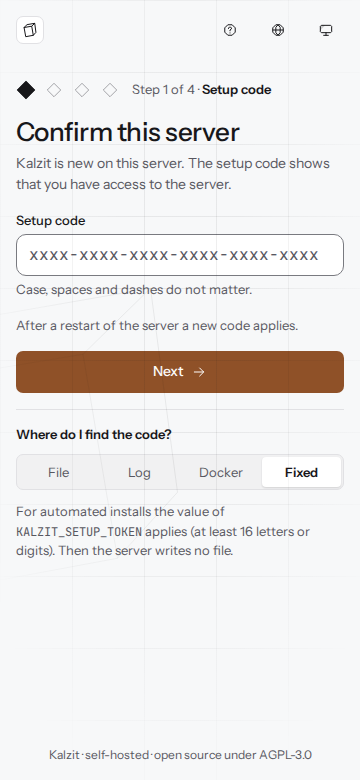 Step 1 of 4 · Setup code
Confirm this server
Kalzit is new on this server. The setup code shows
that you have access to the server.
Setup code
xxxx-xxxx-xxxx-xxxx-xxxx-xxxx
Case, spaces and dashes do not matter.
After a restart of the server a new code applies.
Next →
Where do I find the code?
File Log Docker Fixed
For automated installs the value of
KALZIT_SETUP_TOKEN applies (at least 16 letters or
digits). Then the server writes no file.
Kalzit · self-hosted · open source under AGPL-3.0